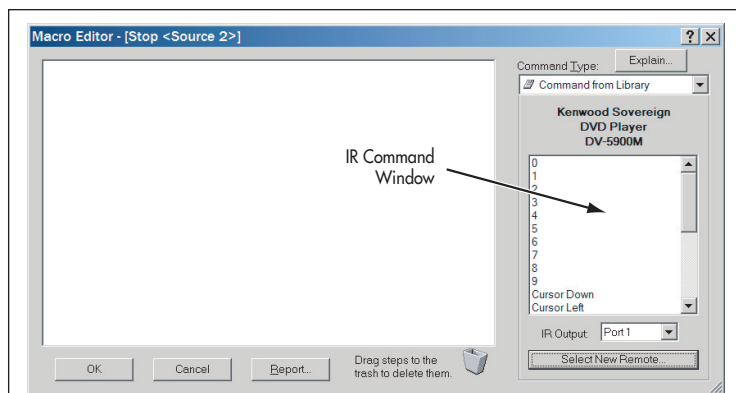 Macro Editor - [Stop <Source 2>]
Command Type:
Explain...
Command from Library
Kenwood Sovereign
DVD Player
DV-5900M
IR Command
Window
0
1
2
3
4
5
6
7
8
9
Cursor Down
Cursor Left
IR Output:
Port 1
Select New Remote...
OK
Cancel
Report...
Drag steps to the
trash to delete them.